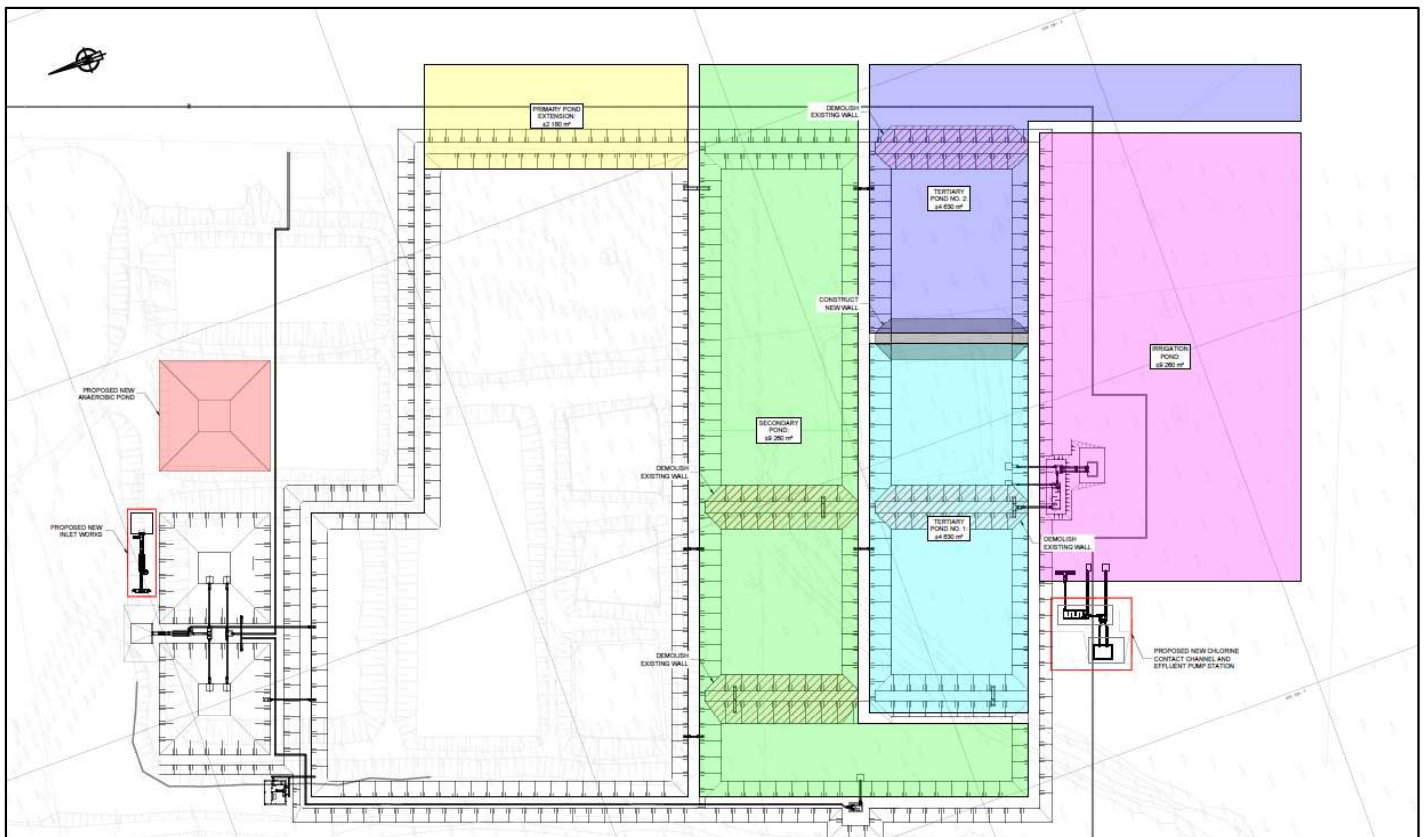 PRIMARY POND
EXTENSION:
±2 180 m²
DEMOLISH
EXISTING WALL
TERTIARY
POND NO. 2:
±4 630 m²
CONSTRUCT
NEW WALL
IRRIGATION
POND:
±9 260 m²
PROPOSED NEW
ANAEROBIC POND
SECONDARY
POND:
±9 260 m²
DEMOLISH
EXISTING WALL
PROPOSED NEW
INLET WORKS
TERTIARY
POND NO. 1:
±4 630 m²
DEMOLISH
EXISTING WALL
DEMOLISH
EXISTING WALL
PROPOSED NEW CHLORINE
CONTACT CHANNEL AND
EFFLUENT PUMP STATION